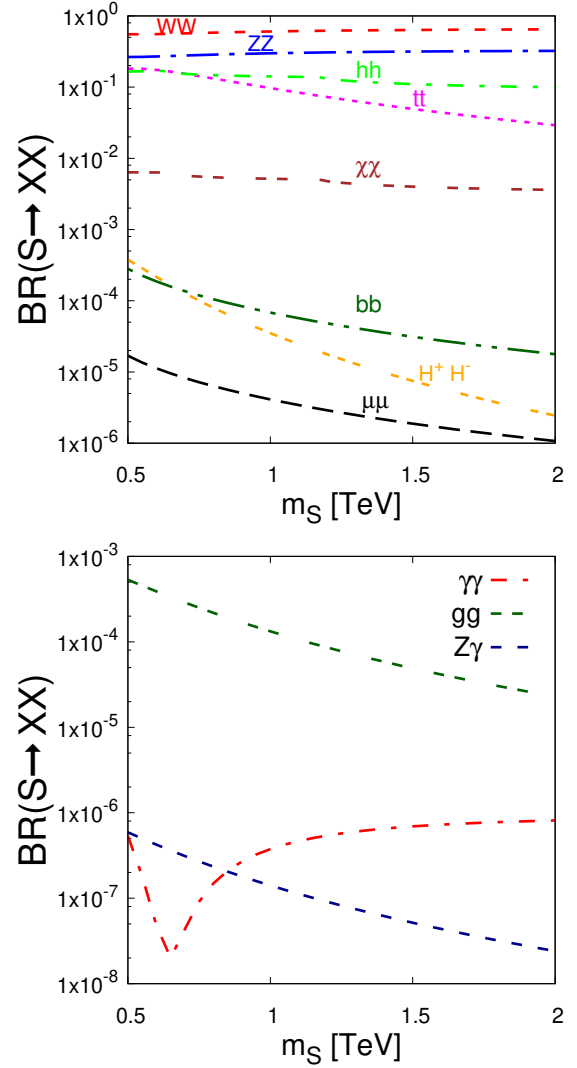 BR(S→ XX)
1x10^0
1x10^-1
1x10^-2
1x10^-3
1x10^-4
1x10^-5
1x10^-6
WW
ZZ
hh
tt
χχ
bb
H^+ H^-
μμ
0.5 1 1.5 2
m_S [TeV]
BR(S→ XX)
1x10^-3
1x10^-4
1x10^-5
1x10^-6
1x10^-7
1x10^-8
γγ
gg
Zγ
0.5 1 1.5 2
m_S [TeV]